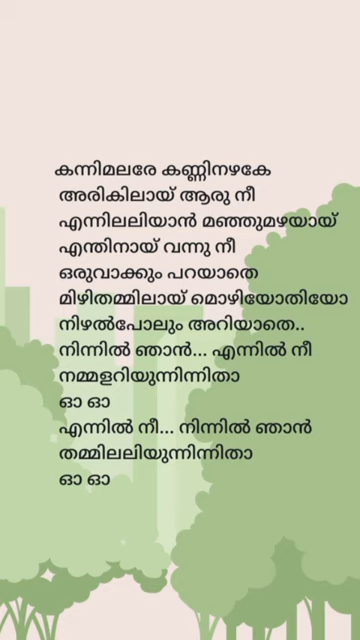 കന്നിമലരേ കണ്ണിനഴകേ
അരികിലായ് ആരു നീ
എന്നിലലിയാൻ മഞ്ഞുമഴയായ്
എന്തിനായ് വന്നു നീ
ഒരുവാക്കും പറയാതെ
മിഴിതമ്മിലായ് മൊഴിയോതിയോ
നിഴൽപോലും അറിയാതെ..
നിന്നിൽ ഞാൻ... എന്നിൽ നീ
നമ്മളറിയുന്നിന്നിതാ
ഓ ഓ
എന്നിൽ നീ... നിന്നിൽ ഞാൻ
തമ്മിലലിയുന്നിന്നിതാ
ഓ ഓ